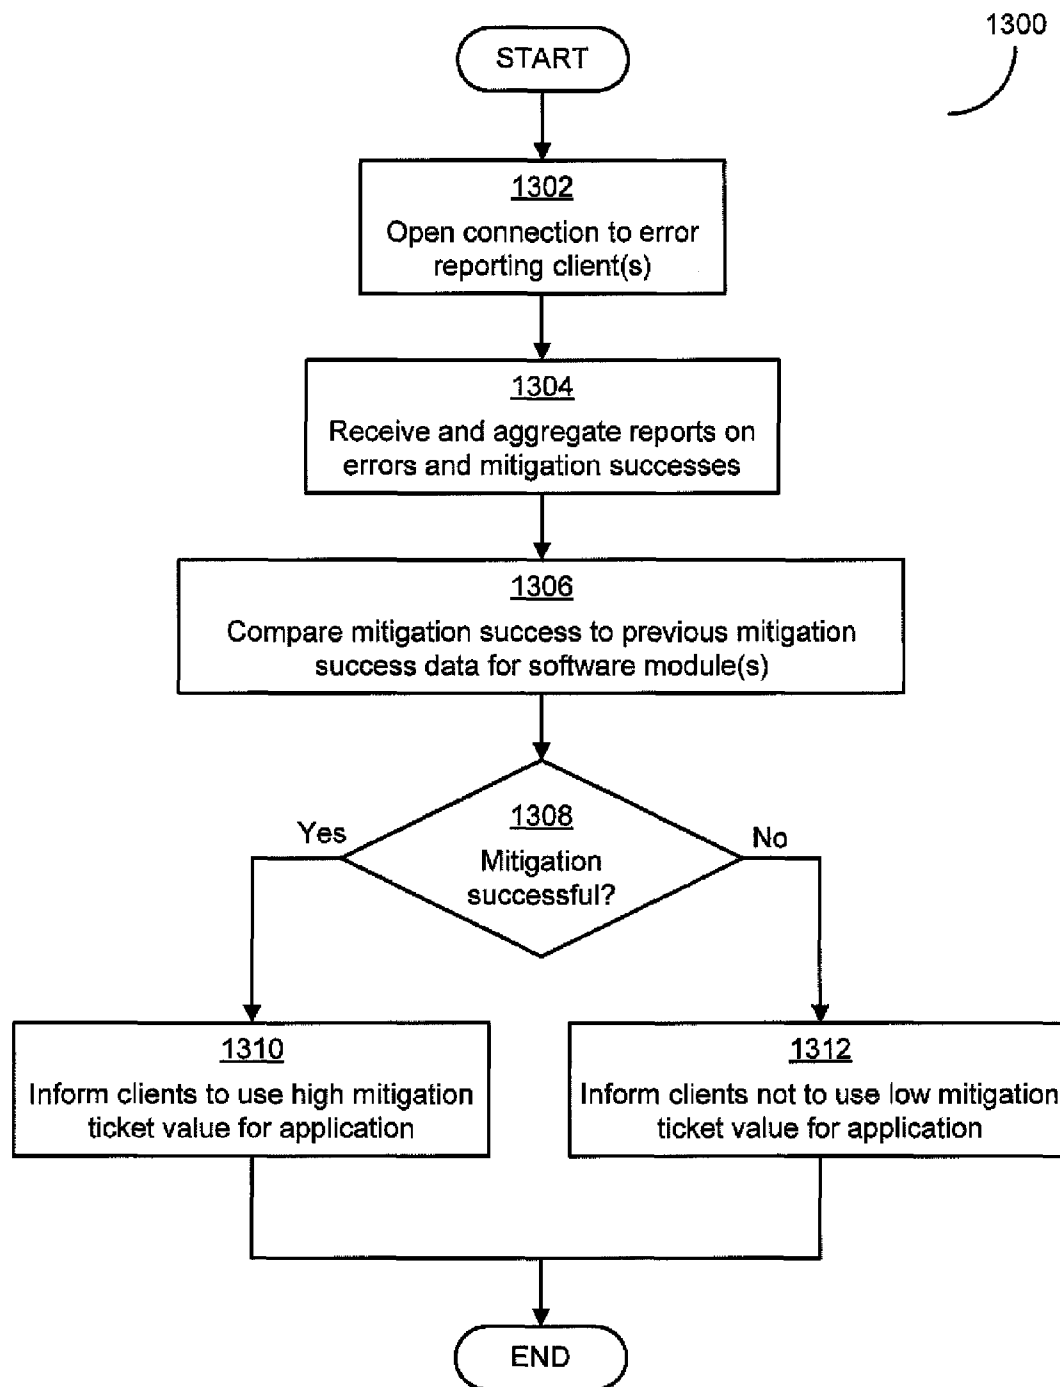 1300
START
1302
Open connection to error
reporting client(s)
1304
Receive and aggregate reports on
errors and mitigation successes
1306
Compare mitigation success to previous mitigation
success data for software module(s)
1308
Mitigation
successful?
Yes
No
1310
Inform clients to use high mitigation
ticket value for application
1312
Inform clients not to use low mitigation
ticket value for application
END